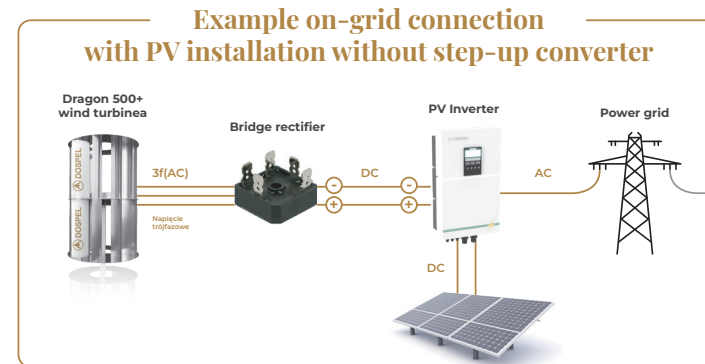 Example on-grid connection
with PV installation without step-up converter
Dragon 500+
wind turbinea
Bridge rectifier
PV Inverter
Power grid
DOSPEL
DOSPEL
3f(AC)
Napięcie
trójfazowe
-
+
DC
-
+
AC
DC